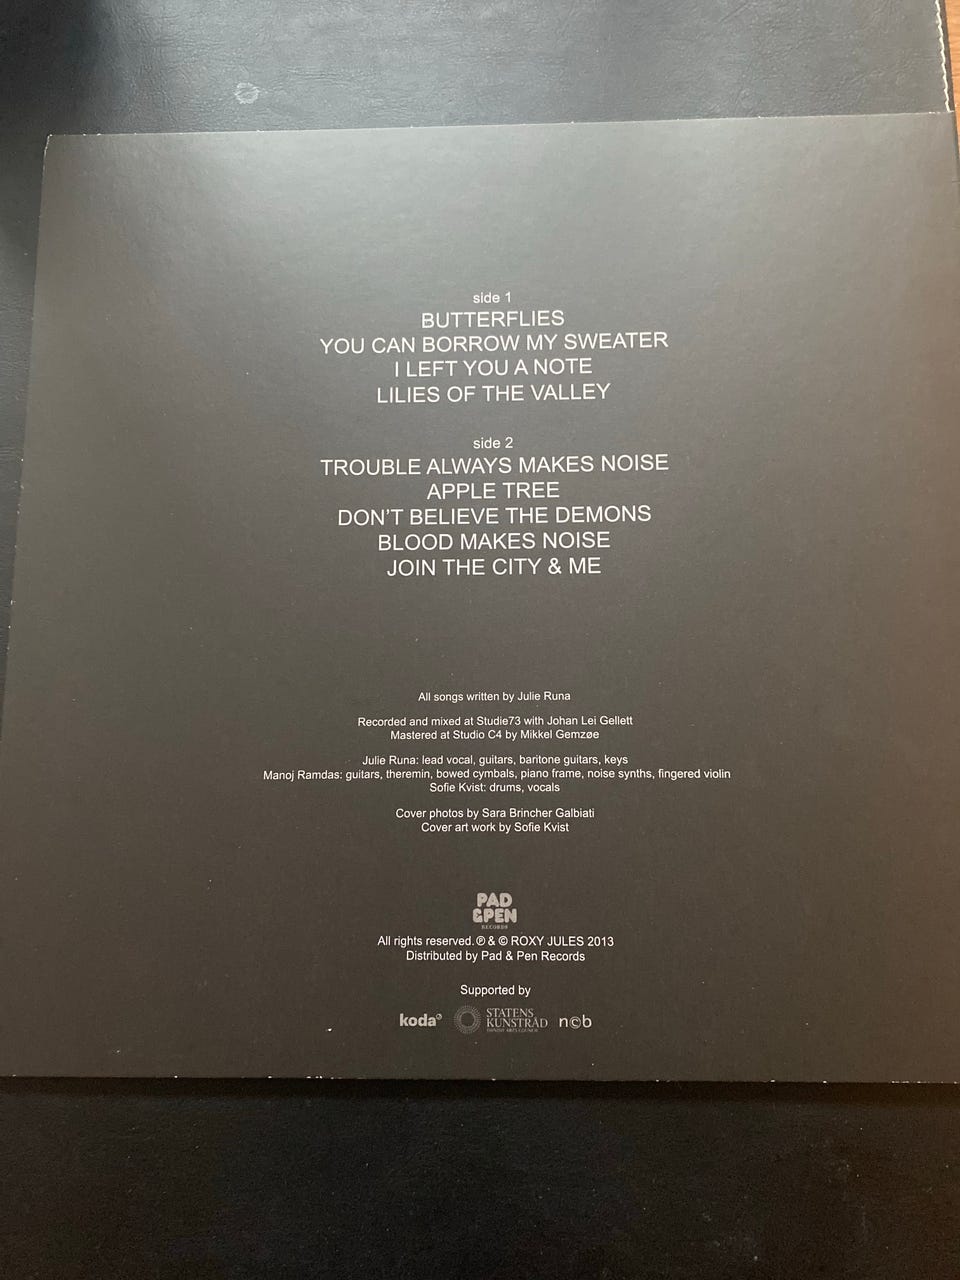 side 1
BUTTERFLIES
YOU CAN BORROW MY SWEATER
I LEFT YOU A NOTE
LILIES OF THE VALLEY
side 2
TROUBLE ALWAYS MAKES NOISE
APPLE TREE
DON'T BELIEVE THE DEMONS
BLOOD MAKES NOISE
JOIN THE CITY & ME
All songs written by Julie Runa
Recorded and mixed at Studie73 with Johan Lei Gellett
Mastered at Studio C4 by Mikkel Gemzøe
Julie Runa: lead vocal, guitars, baritone guitars, keys
Manoj Ramdas: guitars, theremin, bowed cymbals, piano frame, noise synths, fingered violin
Sofie Kvist: drums, vocals
Cover photos by Sara Brincher Galbiati
Cover art work by Sofie Kvist
PAD
&PEN
RECORDS
All rights reserved. ℗ & © ROXY JULES 2013
Distributed by Pad & Pen Records
Supported by
koda
STATENS
KUNSTRÅD
DANISH ARTS COUNCIL
n©b